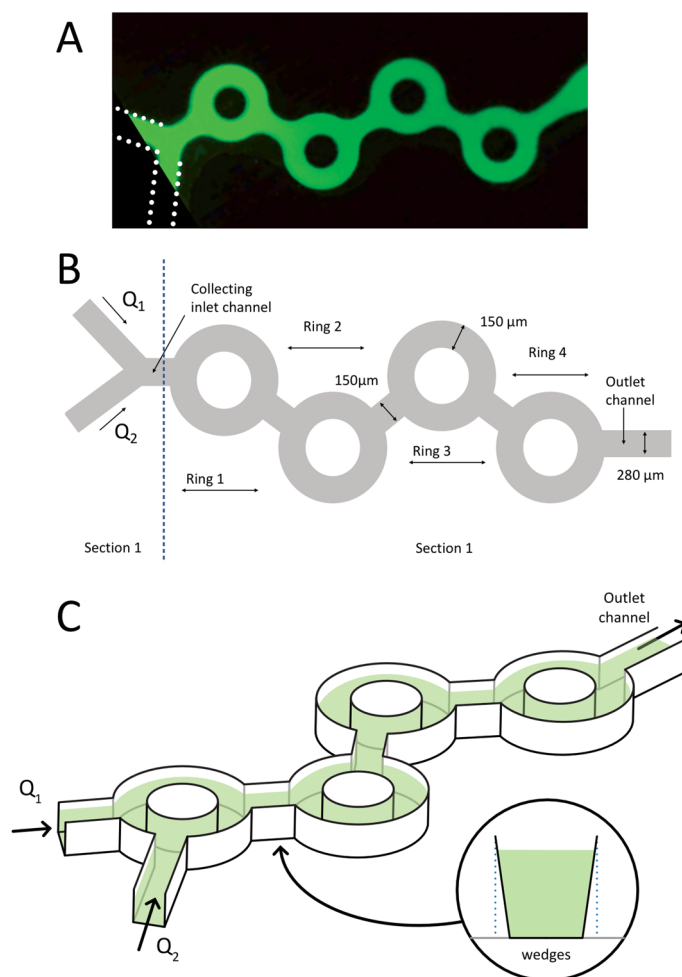 A
B
Q1
Collecting
inlet channel
Ring 2
150 μm
Ring 4
150μm
Outlet
channel
Q2
Ring 1
Ring 3
280 μm
Section 1
Section 1
C
Outlet
channel
Q1
Q2
wedges